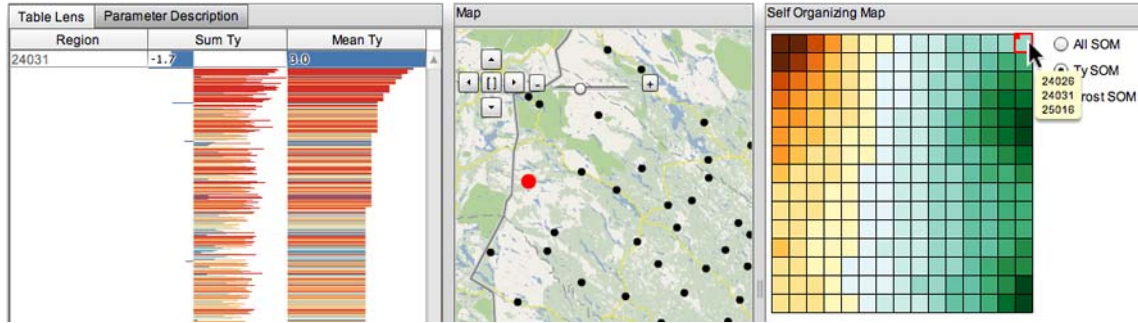 Table Lens Parameter Description
Region Sum Ty Mean Ty
24031 -1.7 3.0
Map
[ ] - +
Self Organizing Map
All SOM
Ty SOM
rost SOM
24026
24031
25016